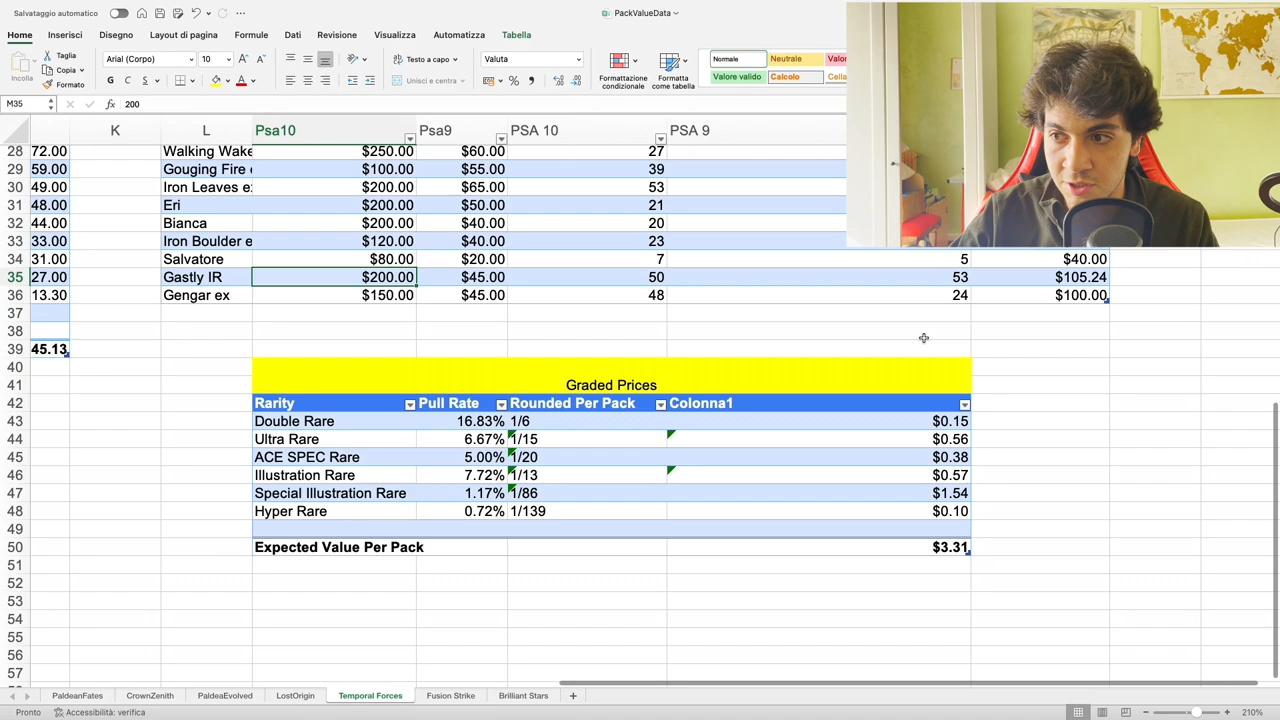 Salvataggio automatico
PackValueData
Home Inserisci Disegno Layout di pagina Formule Dati Revisione Visualizza Automatizza Tabella
Incolla
Taglia
Copia
Formato
Arial (Corpo) 10
Testo a capo
Valuta
G C S
Unisci e centra
Formattazione condizionale
Formatta come tabella
Normale Neutrale
Valore valido Calcolo
M35 fx 200
K L Psa10 Psa9 PSA 10 PSA 9
28 72.00 Walking Wake $250.00 $60.00 27
29 59.00 Gouging Fire $100.00 $55.00 39
30 49.00 Iron Leaves e $200.00 $65.00 53
31 48.00 Eri $200.00 $50.00 21
32 44.00 Bianca $200.00 $40.00 20
33 33.00 Iron Boulder e $120.00 $40.00 23
34 31.00 Salvatore $80.00 $20.00 7 5 $40.00
35 27.00 Gastly IR $200.00 $45.00 50 53 $105.24
36 13.30 Gengar ex $150.00 $45.00 48 24 $100.00
37
38
39 45.13
40
41 Graded Prices
42 Rarity Pull Rate Rounded Per Pack Colonna1
43 Double Rare 16.83% 1/6 $0.15
44 Ultra Rare 6.67% 1/15 $0.56
45 ACE SPEC Rare 5.00% 1/20 $0.38
46 Illustration Rare 7.72% 1/13 $0.57
47 Special Illustration Rare 1.17% 1/86 $1.54
48 Hyper Rare 0.72% 1/139 $0.10
49
50 Expected Value Per Pack $3.31
51
52
53
54
55
56
57
PaldeanFates CrownZenith PaldeaEvolved LostOrigin Temporal Forces Fusion Strike Brilliant Stars
Pronto Accessibilità: verifica 210%